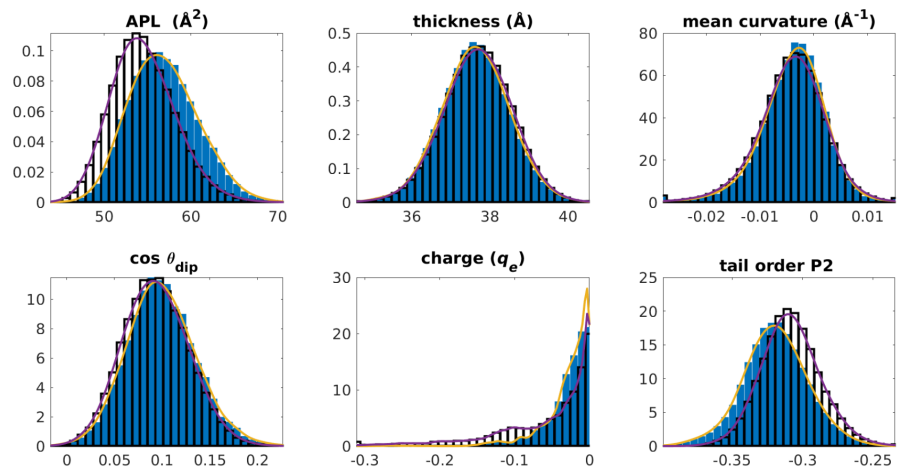 APL (Å²)
0.1
0.08
0.06
0.04
0.02
0
50 60 70
thickness (Å)
0.5
0.4
0.3
0.2
0.1
0
36 38 40
mean curvature (Å⁻¹)
80
60
40
20
0
-0.02 -0.01 0 0.01
cos θdip
10
8
6
4
2
0
0 0.05 0.1 0.15 0.2
charge (qe)
30
20
10
0
-0.3 -0.2 -0.1 0
tail order P2
25
20
15
10
5
0
-0.35 -0.3 -0.25